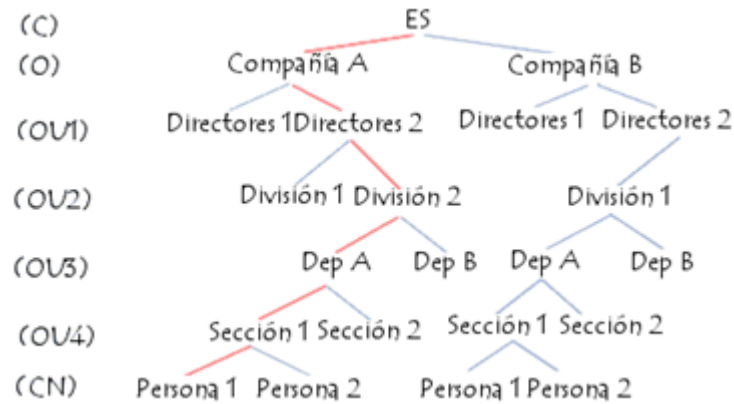 (C) ES
(O) Compañía A Compañía B
(OU1) Directores 1 Directores 2 Directores 1 Directores 2
(OU2) División 1 División 2 División 1
(OU3) Dep A Dep B Dep A Dep B
(OU4) Sección 1 Sección 2 Sección 1 Sección 2
(CN) Persona 1 Persona 2 Persona 1 Persona 2